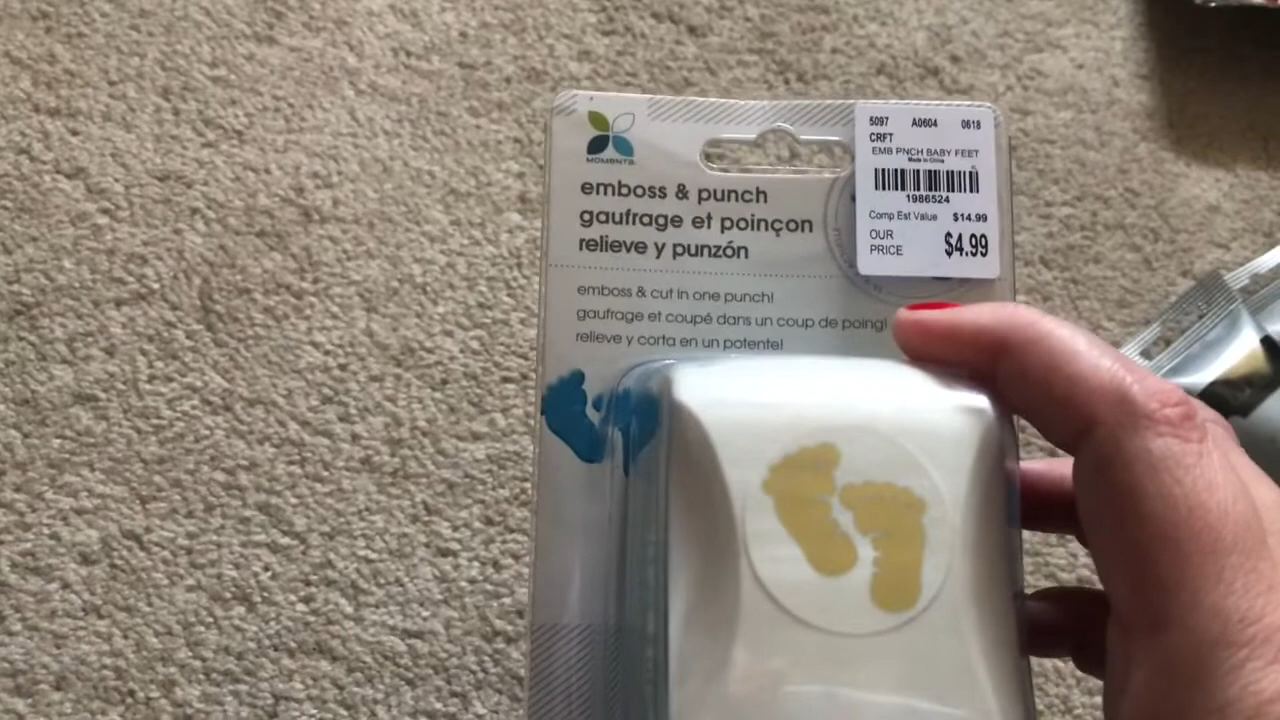 MOMENTA
emboss & punch
gaufrage et poinçon
relieve y punzón
emboss & cut in one punch!
gaufrage et coupé dans un coup de poing!
relieve y corta en un potente!
5097 A0604 0618
CRFT
EMB PNCH BABY FEET
Made in China
1986524
Comp Est Value $14.99
OUR
PRICE $4.99